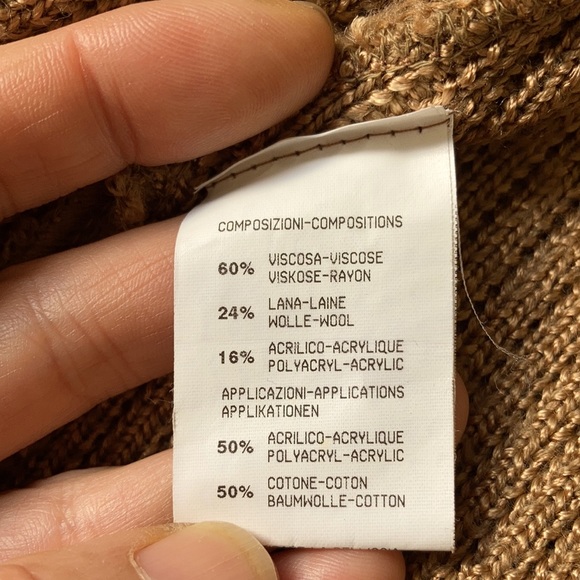 COMPOSIZIONI-COMPOSITIONS
60% VISCOSA-VISCOSE
VISKOSE-RAYON
24% LANA-LAINE
WOLLE-WOOL
16% ACRILICO-ACRYLIQUE
POLYACRYL-ACRYLIC
APPLICAZIONI-APPLICATIONS
APPLIKATIONEN
50% ACRILICO-ACRYLIQUE
POLYACRYL-ACRYLIC
50% COTONE-COTON
BAUMWOLLE-COTTON